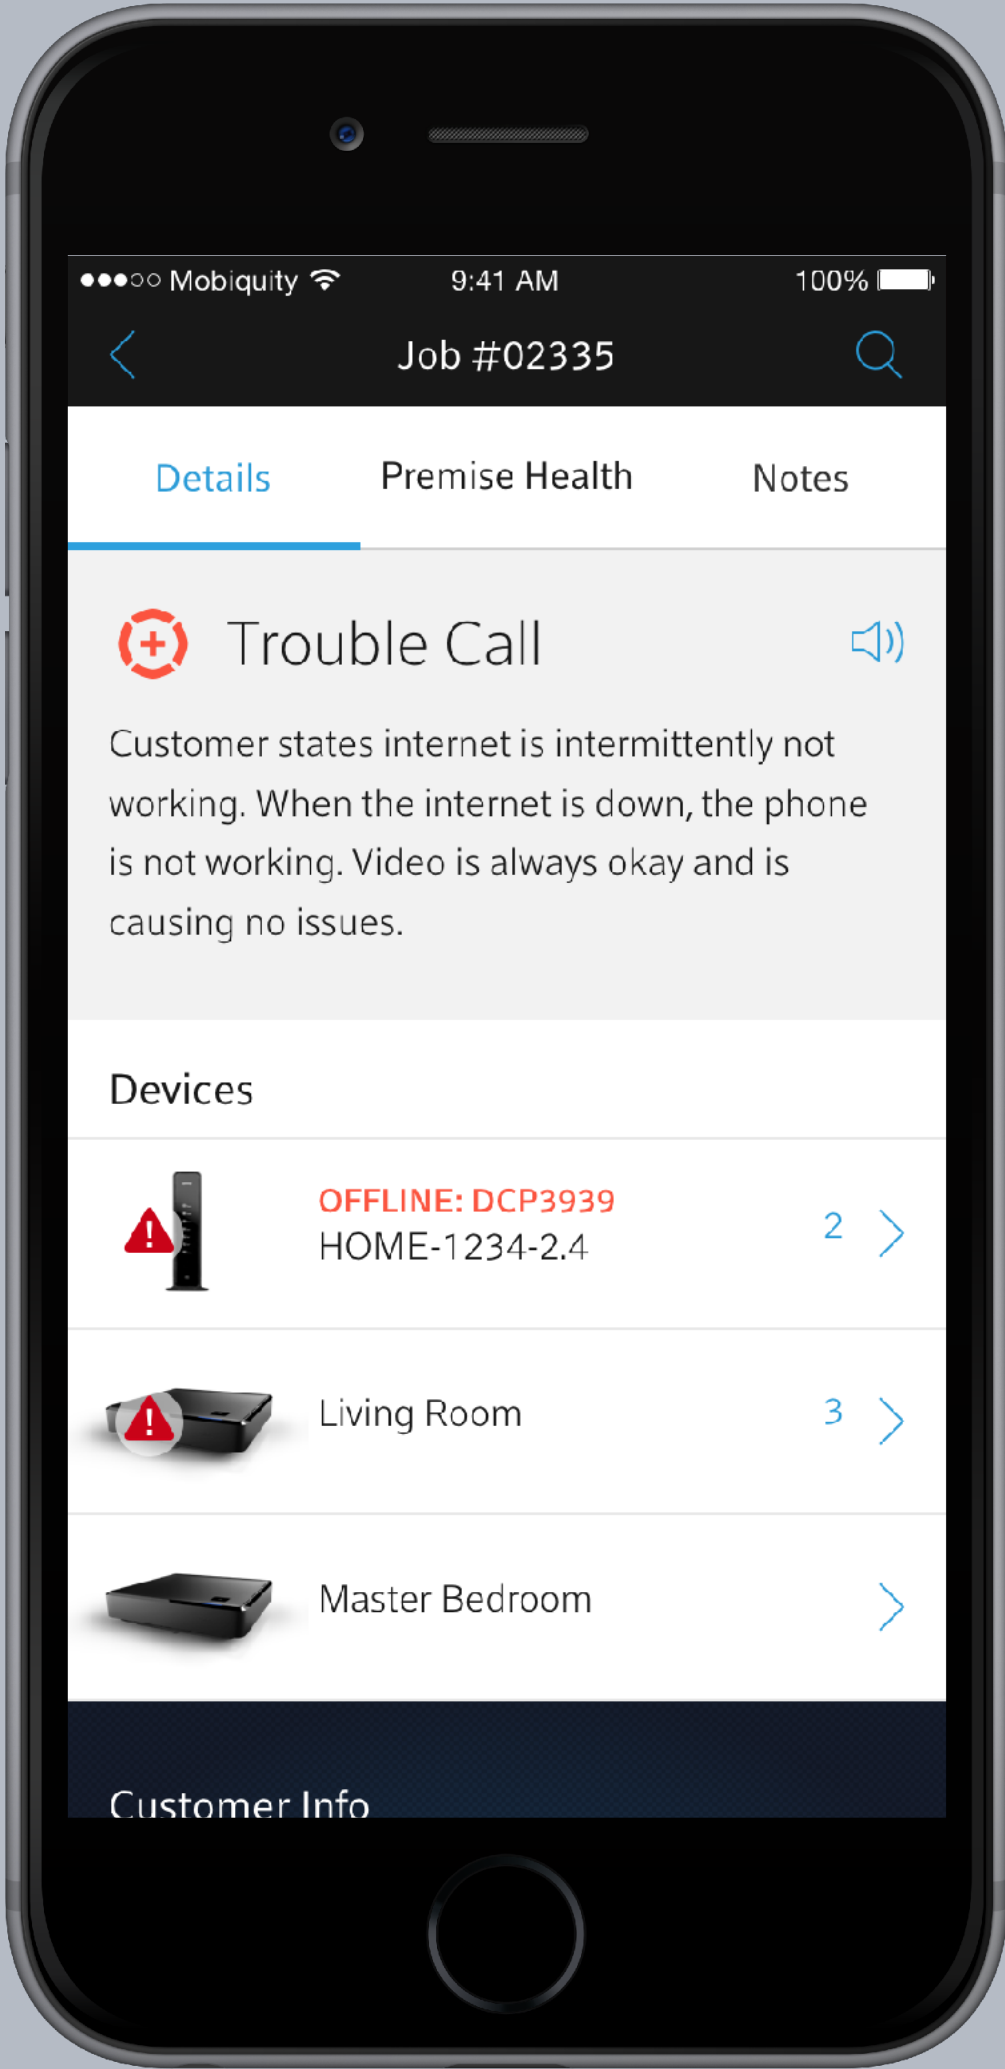 Mobiquity 9:41 AM 100%
Job #02335
Details Premise Health Notes
Trouble Call
Customer states internet is intermittently not
working. When the internet is down, the phone
is not working. Video is always okay and is
causing no issues.
Devices
OFFLINE: DCP3939
HOME-1234-2.4
2
Living Room
3
Master Bedroom
Customer Info